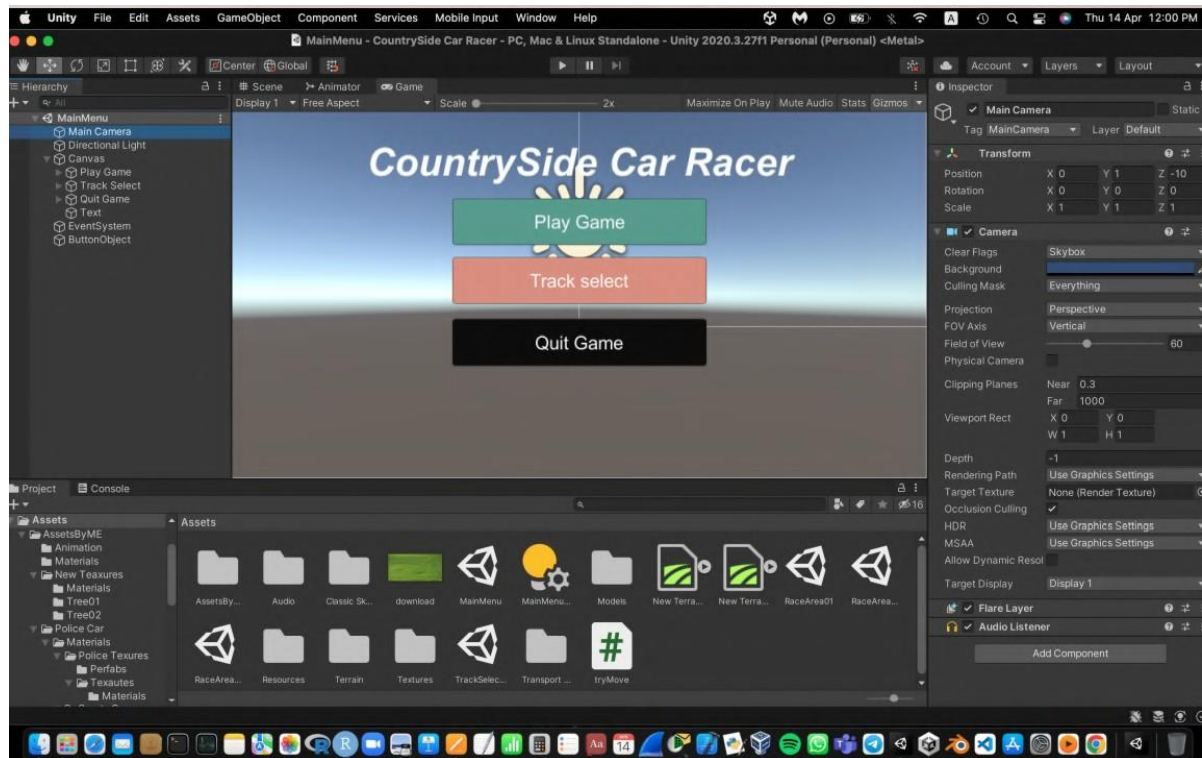 Unity File Edit Assets GameObject Component Services Mobile Input Window Help A Thu 14 Apr 12:00 PM
MainMenu - CountrySide Car Racer - PC, Mac & Linux Standalone - Unity 2020.3.27f1 Personal (Personal) <Metal>
Center Global Account Layers Layout
Hierarchy
All
MainMenu
Main Camera
Directional Light
Canvas
Play Game
Track Select
Quit Game
Text
EventSystem
ButtonObject
Scene Animator Game
Display 1 Free Aspect Scale 2x Maximize On Play Mute Audio Stats Gizmos
CountrySide Car Racer
Play Game
Track select
Quit Game
Inspector
Main Camera Static
Tag MainCamera Layer Default
Transform
Position X 0 Y 1 Z -10
Rotation X 0 Y 0 Z 0
Scale X 1 Y 1 Z 1
Camera
Clear Flags Skybox
Background
Culling Mask Everything
Projection Perspective
FOV Axis Vertical
Field of View 60
Physical Camera
Clipping Planes Near 0.3
Far 1000
Viewport Rect X 0 Y 0
W 1 H 1
Depth -1
Rendering Path Use Graphics Settings
Target Texture None (Render Texture)
Occlusion Culling
HDR Use Graphics Settings
MSAA Use Graphics Settings
Allow Dynamic Resol
Target Display Display 1
Flare Layer
Audio Listener
Add Component
Project Console
16
Assets
AssetsByME
Animation
Materials
New Teaxures
Materials
Tree01
Tree02
Police Car
Materials
Police Texures
Perfabs
Texautes
Materials
Assets
AssetsBy... Audio Classic Sk... download MainMenu MainMenu... Models New Terra... New Terra... RaceArea01 RaceArea...
RaceArea... Resources Terrain Textures TrackSelec... Transport ... tryMove